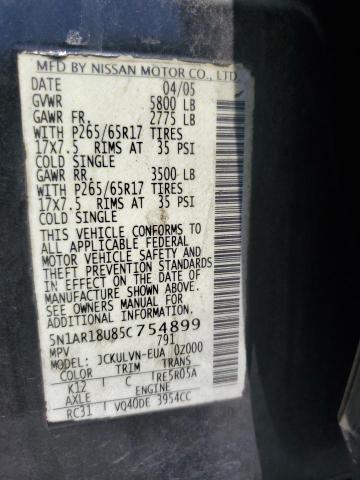 MFD BY NISSAN MOTOR CO., LTD.
DATE 04/05
GVWR 5800 LB
GAWR FR. 2775 LB
WITH P265/65R17 TIRES
17X7.5 RIMS AT 35 PSI
COLD SINGLE
GAWR RR. 3500 LB
WITH P265/65R17 TIRES
17X7.5 RIMS AT 35 PSI
COLD SINGLE
THIS VEHICLE CONFORMS TO
ALL APPLICABLE FEDERAL
MOTOR VEHICLE SAFETY AND
THEFT PREVENTION STANDARDS
IN EFFECT ON THE DATE OF
MANUFACTURE SHOWN ABOVE.
SEE OWNERS MANUAL FOR
ADDITIONAL INFORMATION.
5N1AR18U85C754899
MPV 791
MODEL: JCKULVN-EUA 0Z000
COLOR TRIM TRANS
K12 C RE5R05A
AXLE ENGINE
RC31 VQ40DE 3954CC